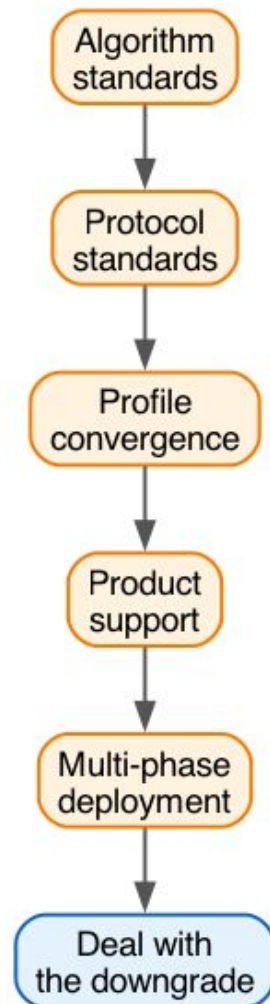 Algorithm
standards
Protocol
standards
Profile
convergence
Product
support
Multi-phase
deployment
Deal with
the downgrade